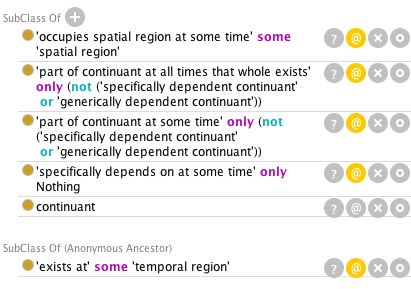 SubClass Of +
'occupies spatial region at some time' some
'spatial region'
? @ × o
'part of continuant at all times that whole exists'
only (not ('specifically dependent continuant'
or 'generically dependent continuant'))
? @ × o
'part of continuant at some time' only (not
('specifically dependent continuant'
or 'generically dependent continuant'))
? @ × o
'specifically depends on at some time' only
Nothing
? @ × o
continuant
? @ × o
SubClass Of (Anonymous Ancestor)
'exists at' some 'temporal region'
? @ × o